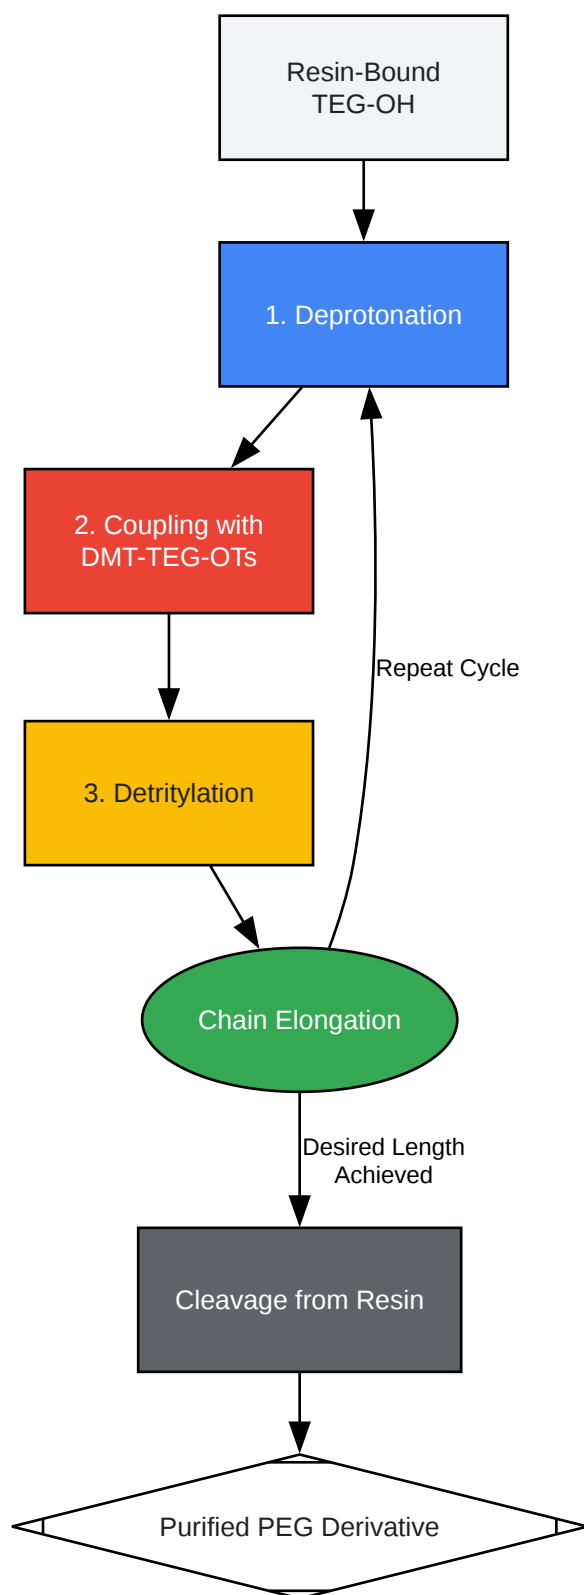 Resin-Bound
TEG-OH
1. Deprotonation
2. Coupling with
DMT-TEG-OTs
Repeat Cycle
3. Detritylation
Chain Elongation
Desired Length
Achieved
Cleavage from Resin
Purified PEG Derivative